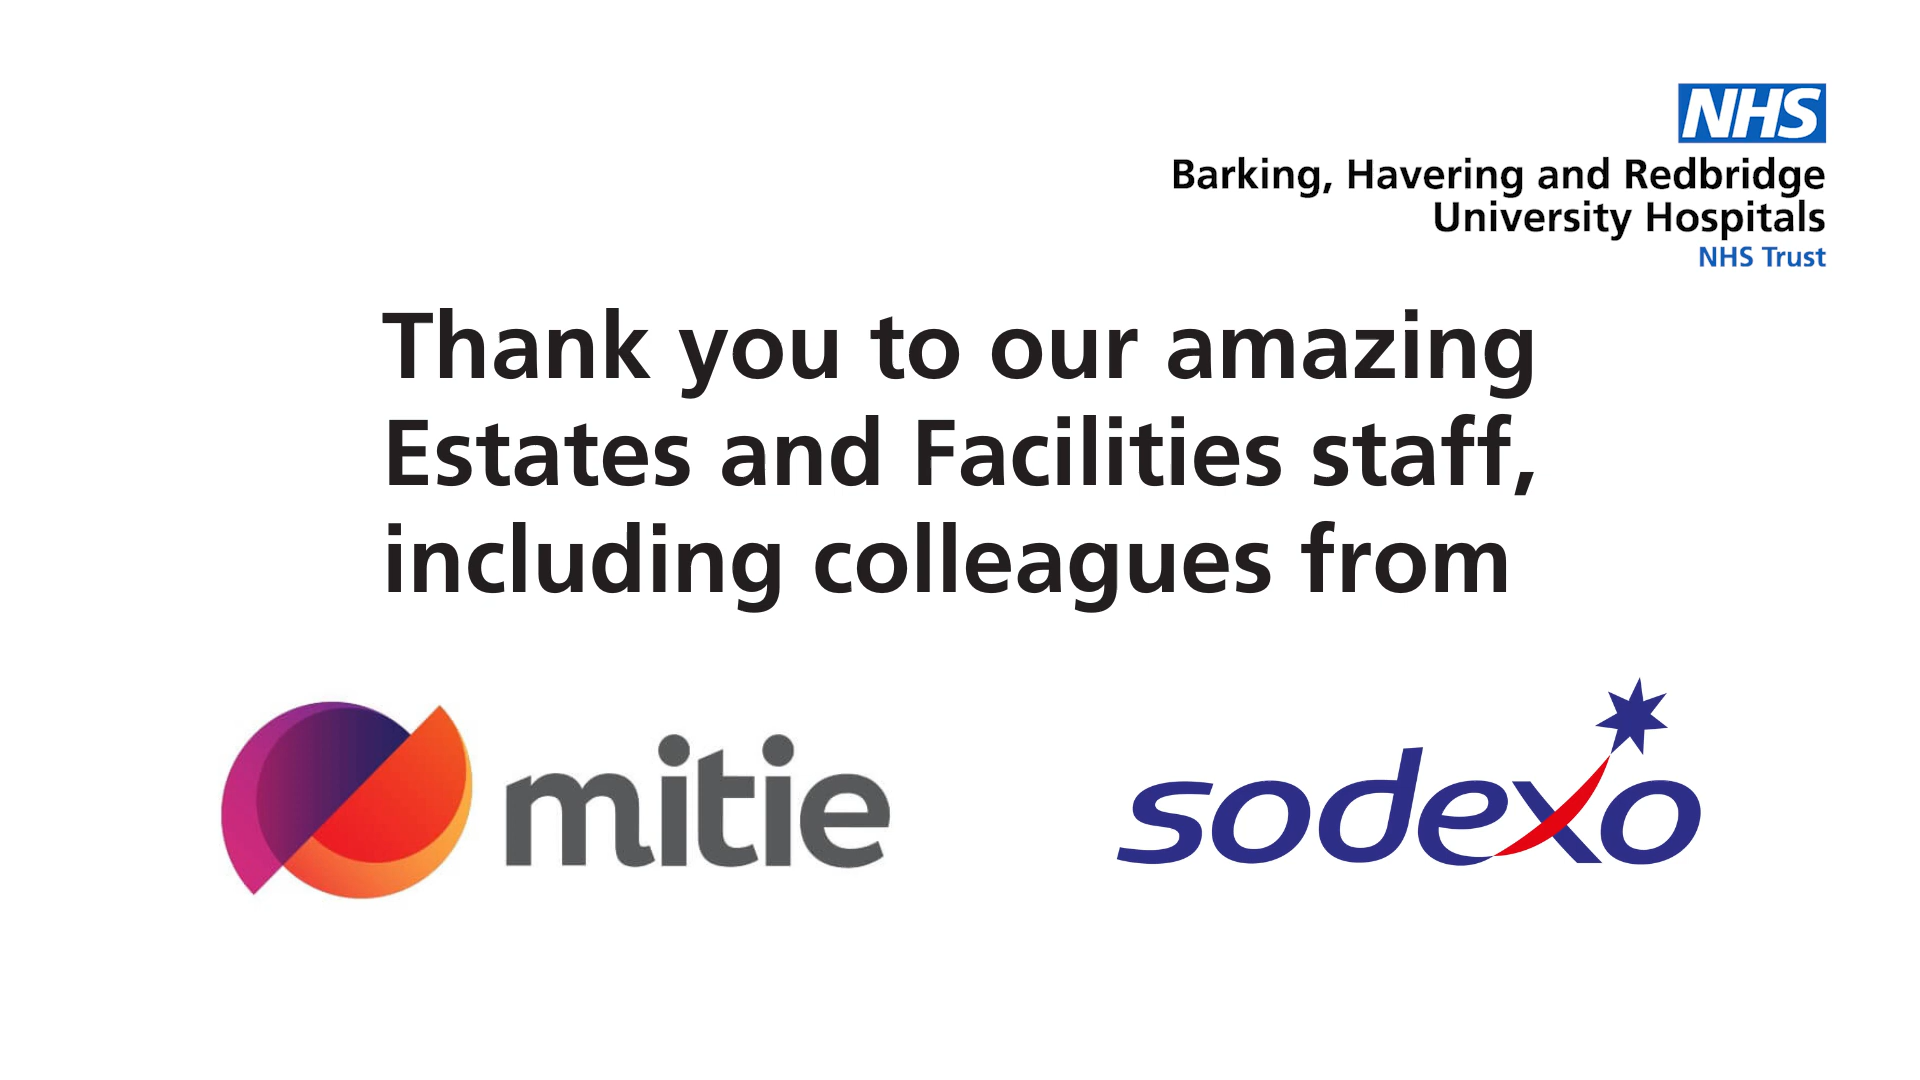 NHS
Barking, Havering and Redbridge
University Hospitals
NHS Trust
Thank you to our amazing
Estates and Facilities staff,
including colleagues from
mitie
sodexo